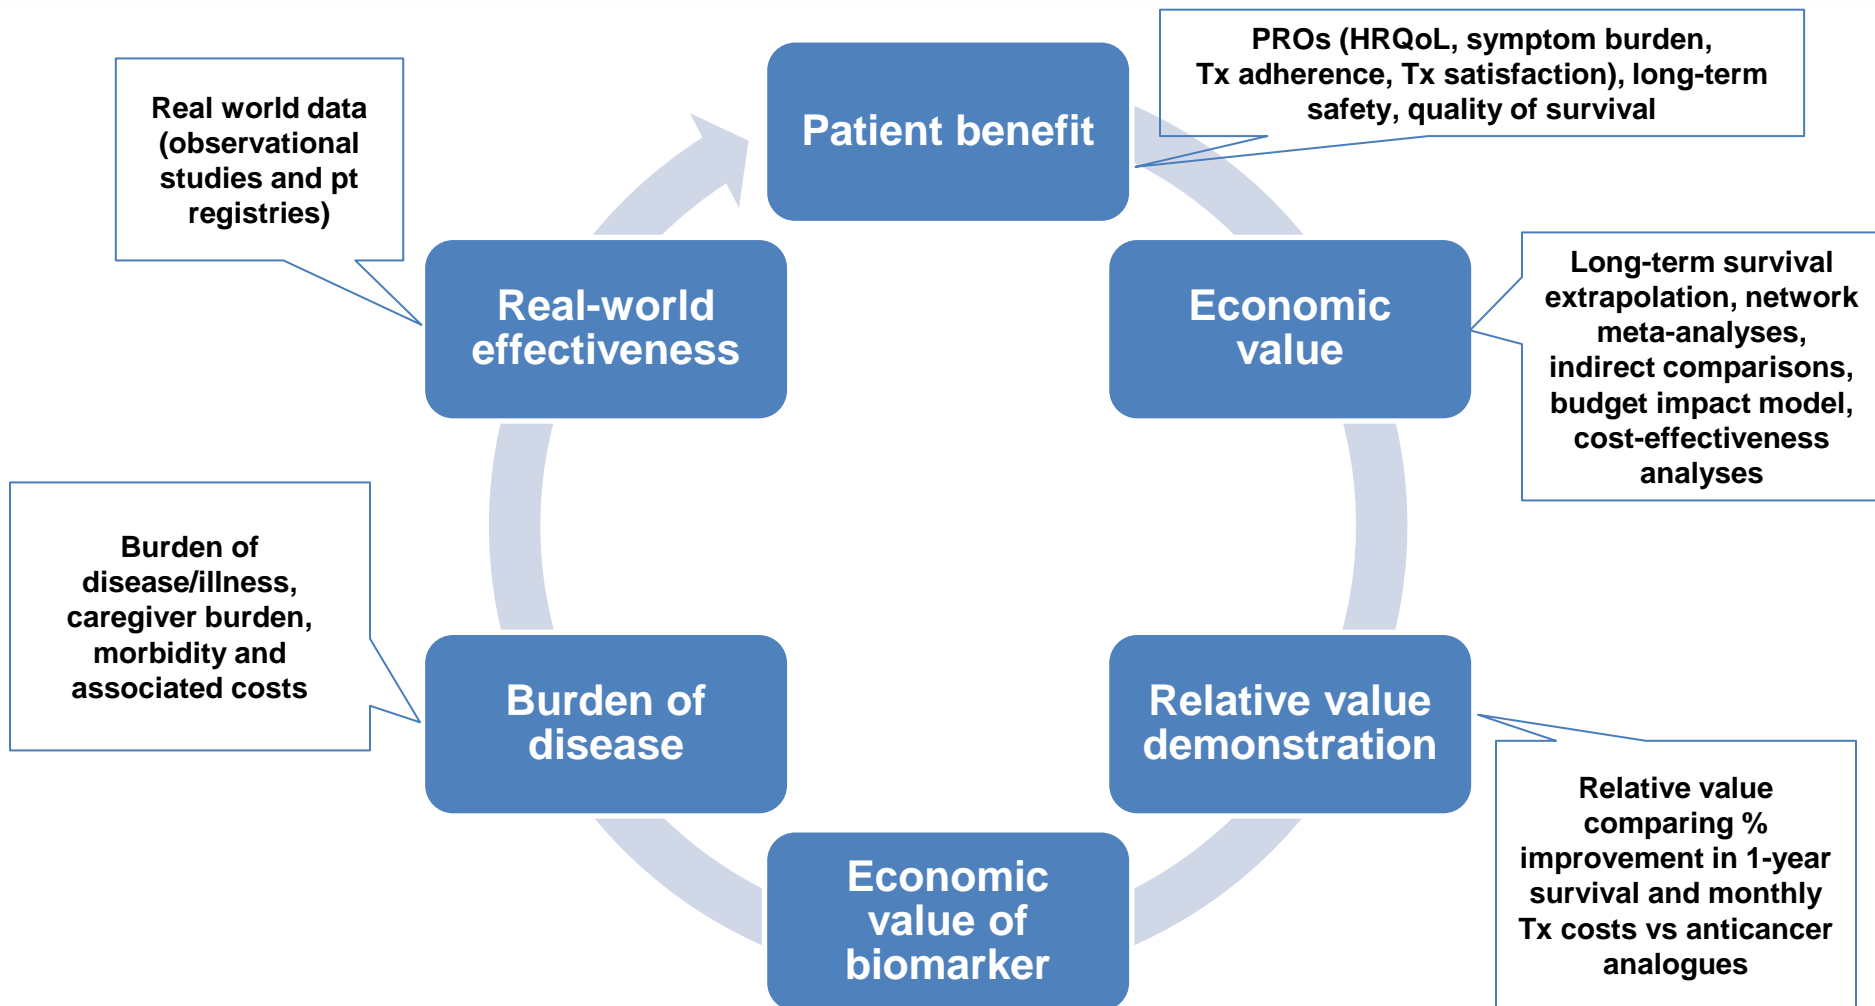 PROs (HRQoL, symptom burden,
Tx adherence, Tx satisfaction), long-term
safety, quality of survival
Patient benefit
Real world data
(observational
studies and pt
registries)
Real-world
effectiveness
Economic
value
Long-term survival
extrapolation, network
meta-analyses,
indirect comparisons,
budget impact model,
cost-effectiveness
analyses
Burden of
disease/illness,
caregiver burden,
morbidity and
associated costs
Burden of
disease
Relative value
demonstration
Relative value
comparing %
improvement in 1-year
survival and monthly
Tx costs vs anticancer
analogues
Economic
value of
biomarker